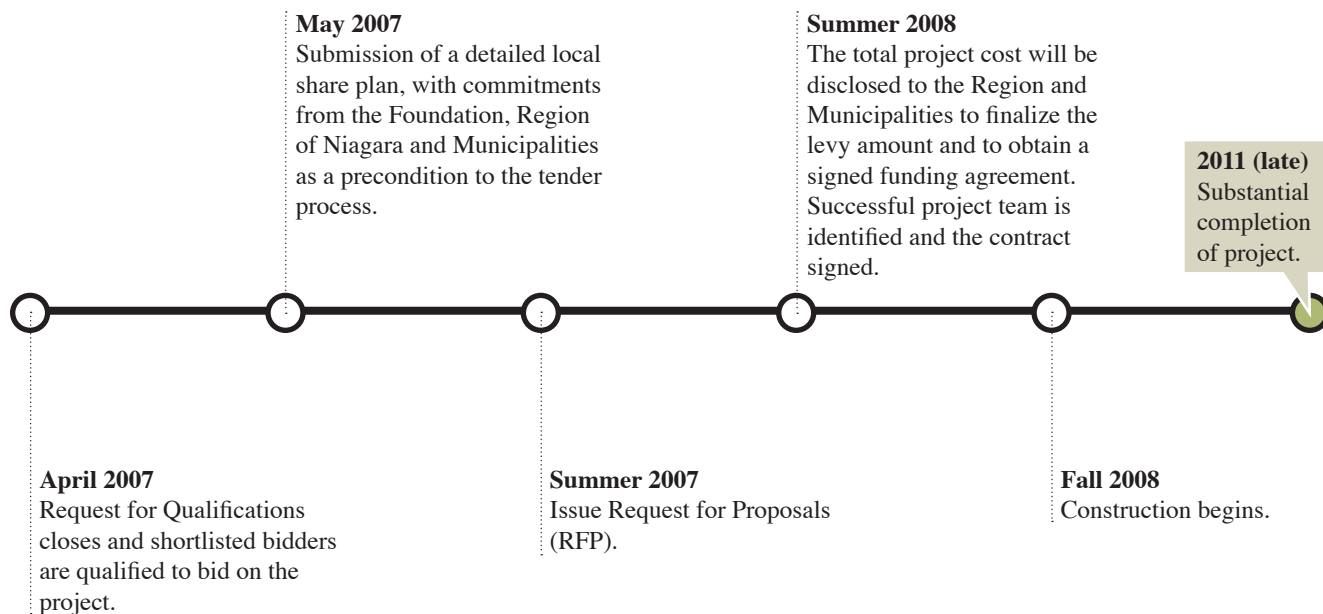 May 2007
Submission of a detailed local
share plan, with commitments
from the Foundation, Region
of Niagara and Municipalities
as a precondition to the tender
process.
Summer 2008
The total project cost will be
disclosed to the Region and
Municipalities to finalize the
levy amount and to obtain a
signed funding agreement.
Successful project team is
identified and the contract
signed.
2011 (late)
Substantial
completion
of project.
April 2007
Request for Qualifications
closes and shortlisted bidders
are qualified to bid on the
project.
Summer 2007
Issue Request for Proposals
(RFP).
Fall 2008
Construction begins.